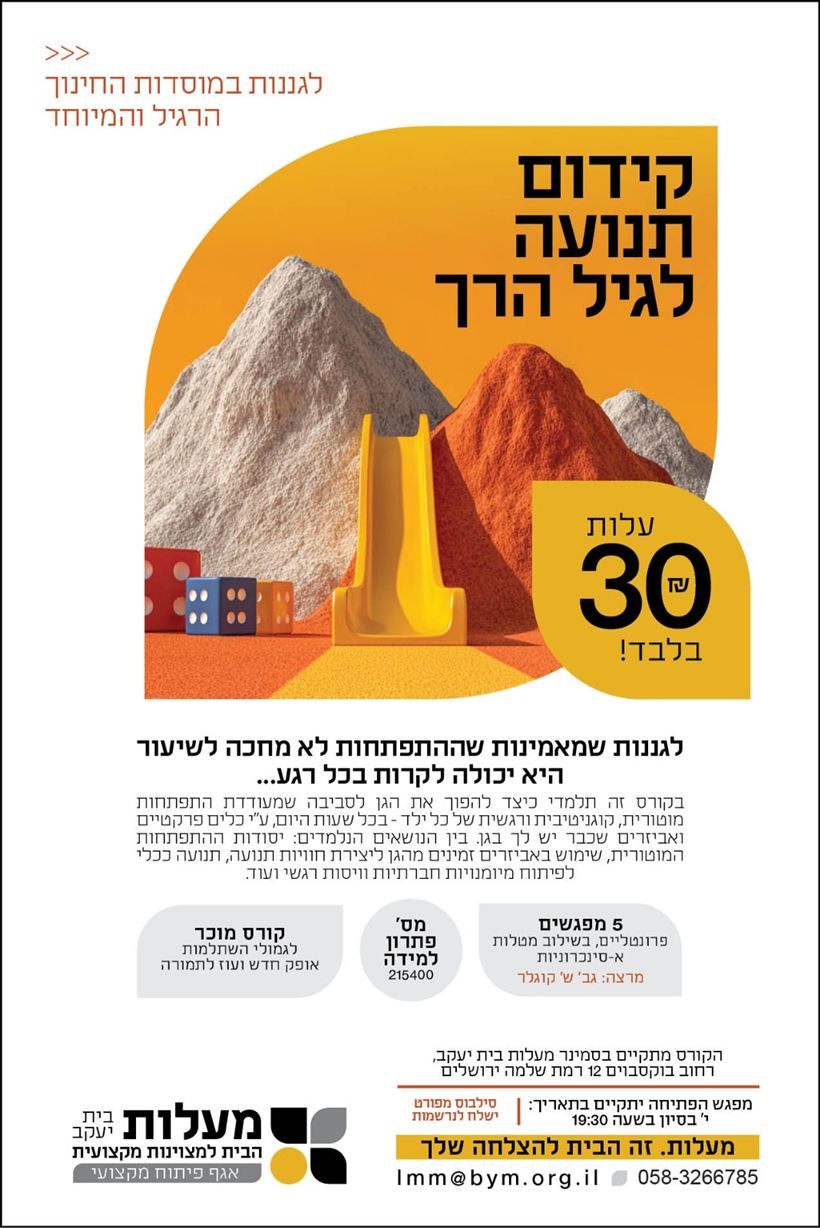 >>>
לגננות במוסדות החינוך
הרגיל והמיוחד
קידום
תנועה
לגיל הרך
עלות
30 ₪
בלבד!
לגננות שמאמינות שההתפתחות לא מחכה לשיעור
היא יכולה לקרות בכל רגע...
בקורס זה תלמדי כיצד להפוך את הגן לסביבה שמעודדת התפתחות
מוטורית, קוגניטיבית ורגשית של כל ילד - בכל שעות היום, ע"י כלים פרקטיים
ואביזרים שכבר יש לך בגן. בין הנושאים הנלמדים: יסודות ההתפתחות
המוטורית, שימוש באביזרים זמינים מהגן ליצירת חוויות תנועה, תנועה ככלי
לפיתוח מיומנויות חברתיות וויסות רגשי ועוד.
5 מפגשים
פרונטליים, בשילוב מטלות
א-סינכרוניות
מרצה: גב' ש' קוגלר
מס'
פתרון
למידה
215400
קורס מוכר
לגמולי השתלמות
אופק חדש ועוז לתמורה
הקורס מתקיים בסמינר מעלות בית יעקב,
רחוב בוקסבוים 12 רמת שלמה ירושלים
מפגש הפתיחה יתקיים בתאריך:
י' בסיון בשעה 19:30
סילבוס מפורט
ישלח לנרשמות
מעלות. זה הבית להצלחה שלך
058-3266785
lmm@bym.org.il
מעלות
בית
יעקב
הבית למצוינות מקצועית
אגף פיתוח מקצועי